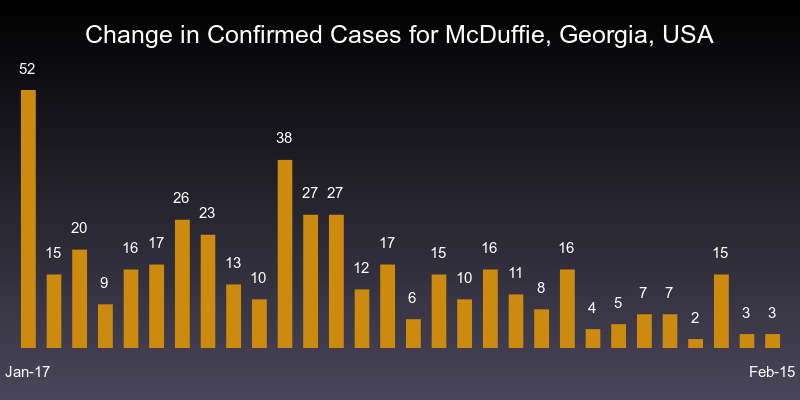 Change in Confirmed Cases for McDuffie, Georgia, USA
52 15 20 9 16 17 26 23 13 10 38 27 27 12 17 6 15 10 16 11 8 16 4 5 7 7 2 15 3 3
Jan-17 Feb-15